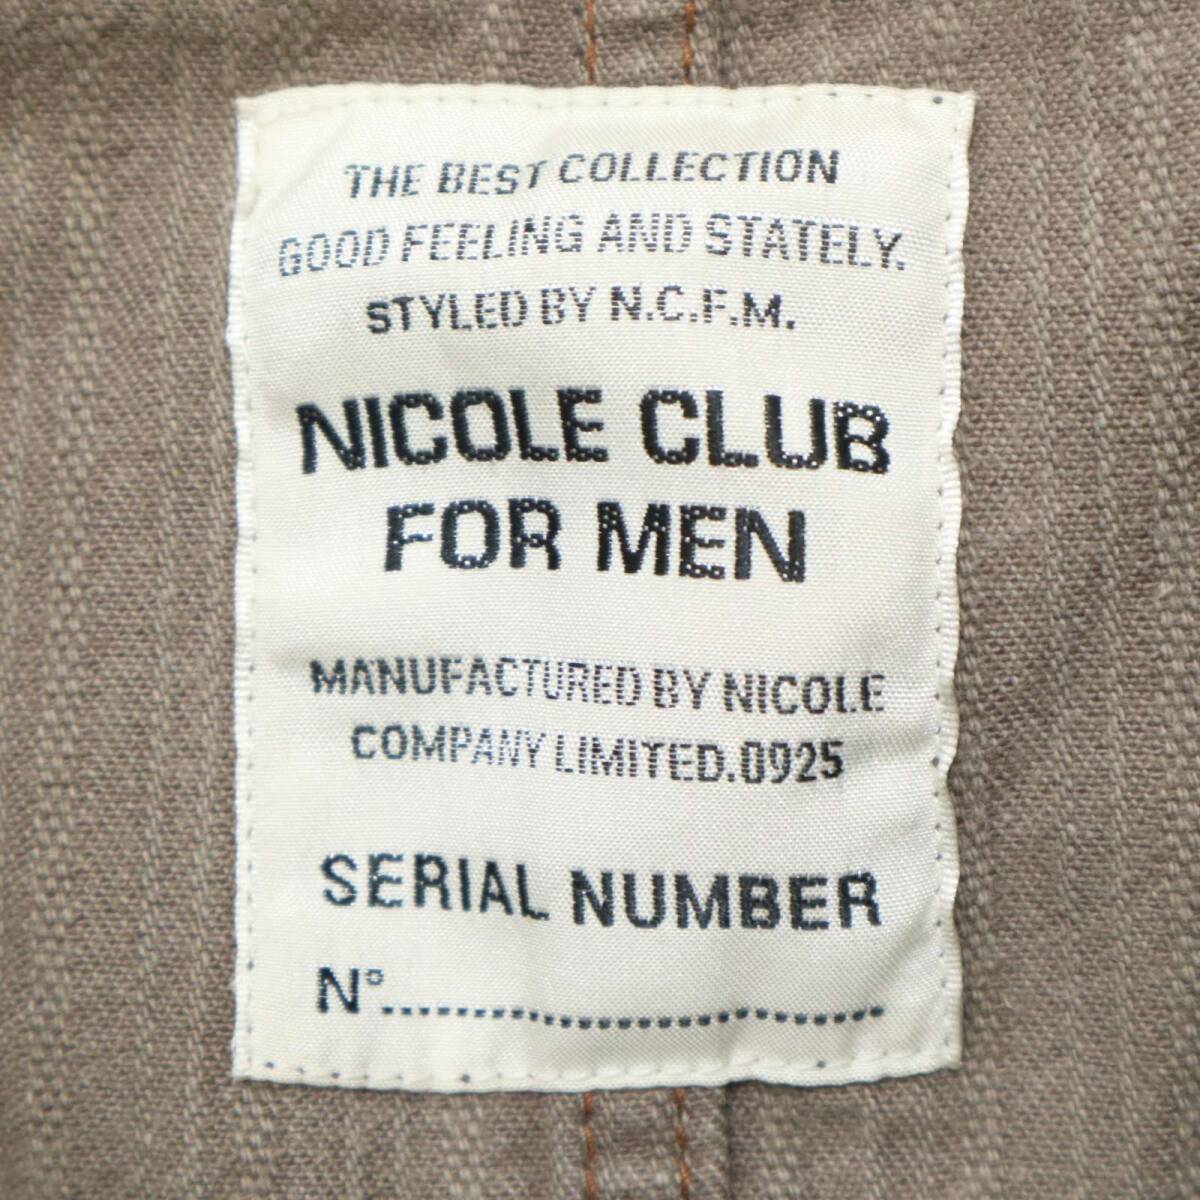 THE BEST COLLECTION
GOOD FEELING AND STATELY.
STYLED BY N.C.F.M.
NICOLE CLUB
FOR MEN
MANUFACTURED BY NICOLE
COMPANY LIMITED.0925
SERIAL NUMBER
N°....................................